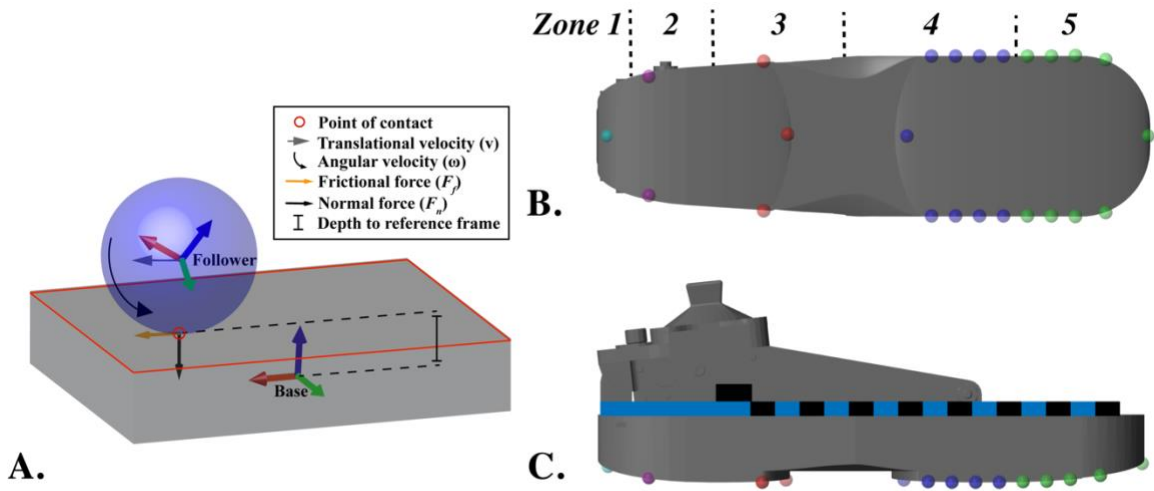 Zone 1 2 3 4 5
Point of contact
Translational velocity (v)
Angular velocity (ω)
Frictional force (Ff)
Normal force (Fn)
Depth to reference frame
Follower
Base
A.
B.
C.